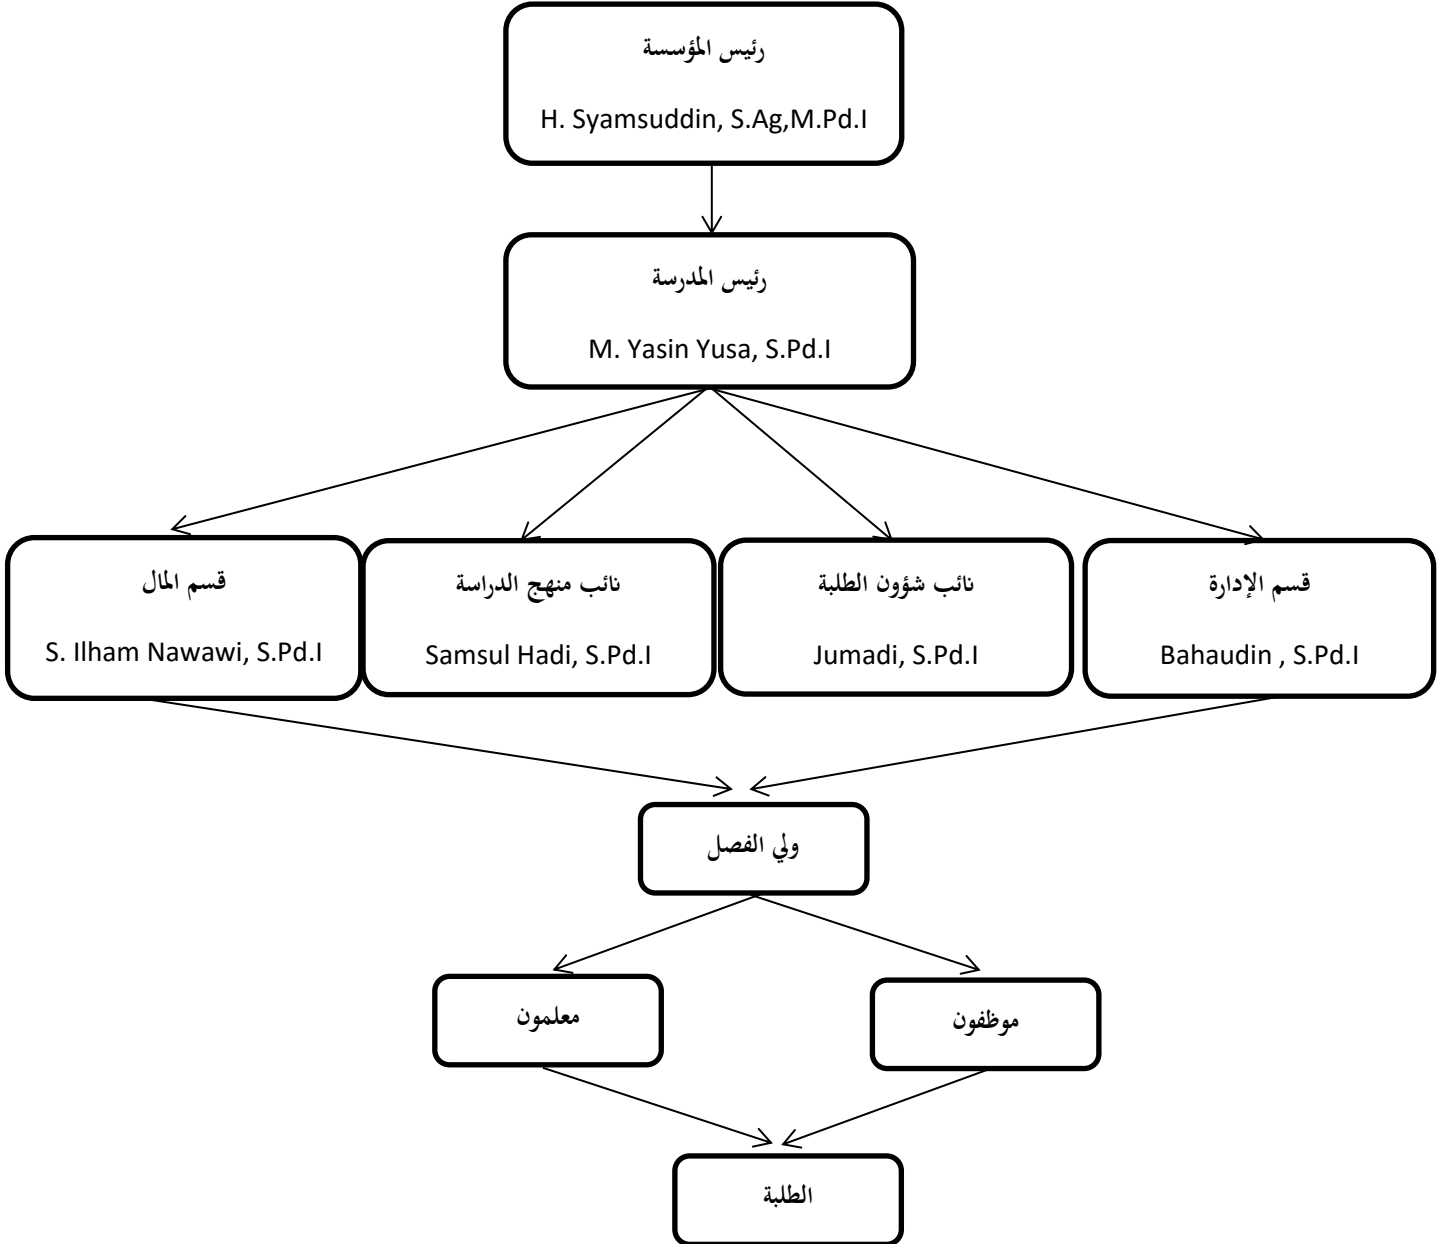 رئيس المؤسسة
H. Syamsuddin, S.Ag,M.Pd.I
رئيس المدرسة
M. Yasin Yusa, S.Pd.I
قسم المال
S. Ilham Nawawi, S.Pd.I
نائب منهج الدراسة
Samsul Hadi, S.Pd.I
نائب شؤون الطلبة
Jumadi, S.Pd.I
قسم الإدارة
Bahaudin , S.Pd.I
ولي الفصل
معلمون
موظفون
الطلبة